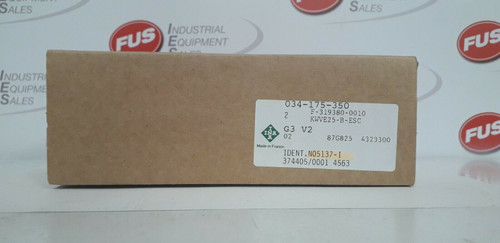 INDUSTRIAL
EQUIPMENT
SALES
FUS
INDUSTRIAL
EQUIPMENT
SALES
FUS
034-175-350
2 F-319380-0010
KWVE25-B-ESC
INA
Made in France
G3 V2
02 87G825 4323300
IDENT.N05137-I
374405/0001 4563